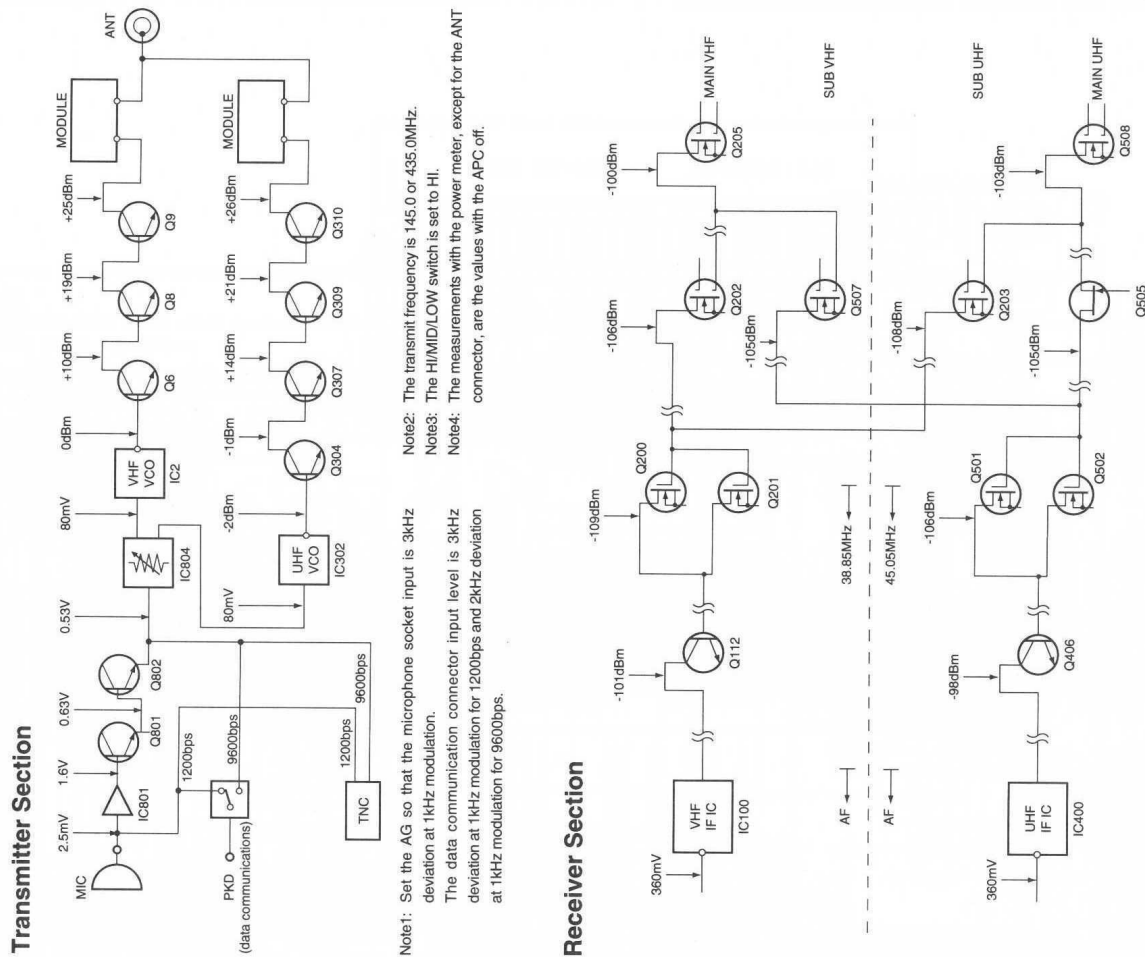 Transmitter Section
MIC
2.5mV
IC801
1.6V
Q801
0.63V
Q802
0.53V
IC804
80mV
VHF
VCO
IC2
0dBm
Q6
+10dBm
Q8
+19dBm
Q9
+25dBm
MODULE
ANT
80mV
UHF
VCO
IC302
-2dBm
Q304
-1dBm
Q307
+14dBm
Q309
+21dBm
Q310
+26dBm
MODULE
PKD
(data communications)
1200bps
9600bps
TNC
1200bps
9600bps
Note1: Set the AG so that the microphone socket input is 3kHz
deviation at 1kHz modulation.
The data communication connector input level is 3kHz
deviation at 1kHz modulation for 1200bps and 2kHz deviation
at 1kHz modulation for 9600bps.
Note2: The transmit frequency is 145.0 or 435.0MHz.
Note3: The HI/MID/LOW switch is set to HI.
Note4: The measurements with the power meter, except for the ANT
connector, are the values with the APC off.
Receiver Section
360mV
VHF
IF IC
IC100
-101dBm
Q112
-109dBm
Q200
Q201
-106dBm
Q202
-100dBm
Q205
MAIN VHF
-105dBm
Q507
SUB VHF
AF
38.85MHz
AF
45.05MHz
-108dBm
Q203
SUB UHF
360mV
UHF
IF IC
IC400
-98dBm
Q406
-106dBm
Q501
Q502
-105dBm
Q505
-103dBm
Q508
MAIN UHF